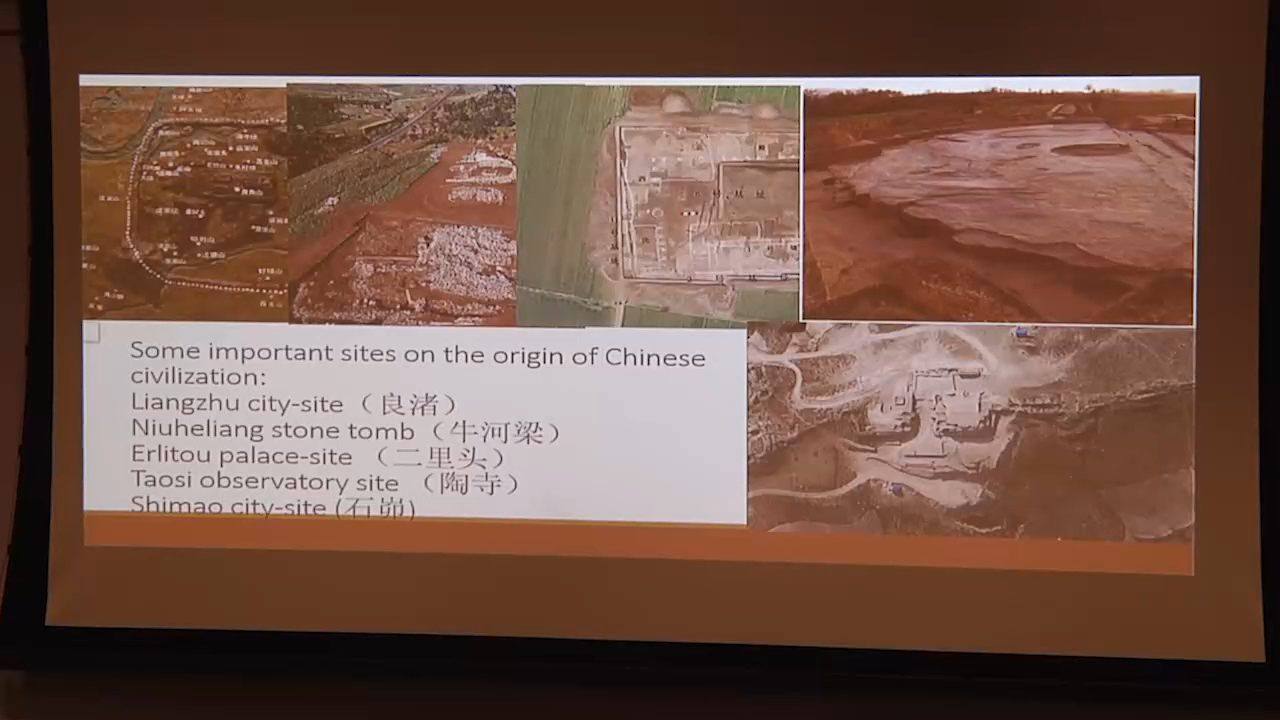 Some important sites on the origin of Chinese
civilization:
Liangzhu city-site（良渚）
Niuheliang stone tomb（牛河梁）
Erlitou palace-site （二里头）
Taosi observatory site （陶寺）
Shimao city-site (石峁)